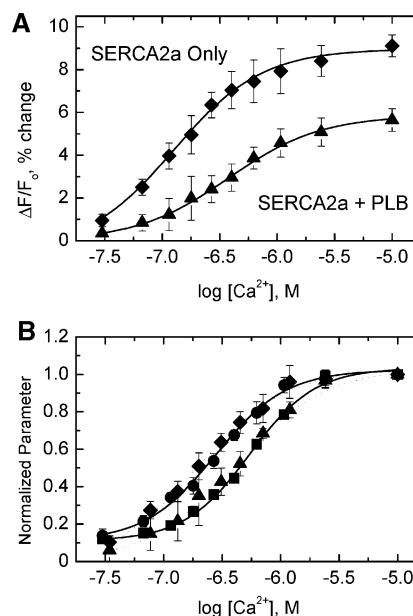 A
SERCA2a Only
10
8
6
4
2
0
ΔF/Fₒ, % change
SERCA2a + PLB
-7.5 -7.0 -6.5 -6.0 -5.5 -5.0
log [Ca²⁺], M
B
1.2
1.0
0.8
0.6
0.4
0.2
0.0
Normalized Parameter
-7.5 -7.0 -6.5 -6.0 -5.5 -5.0
log [Ca²⁺], M